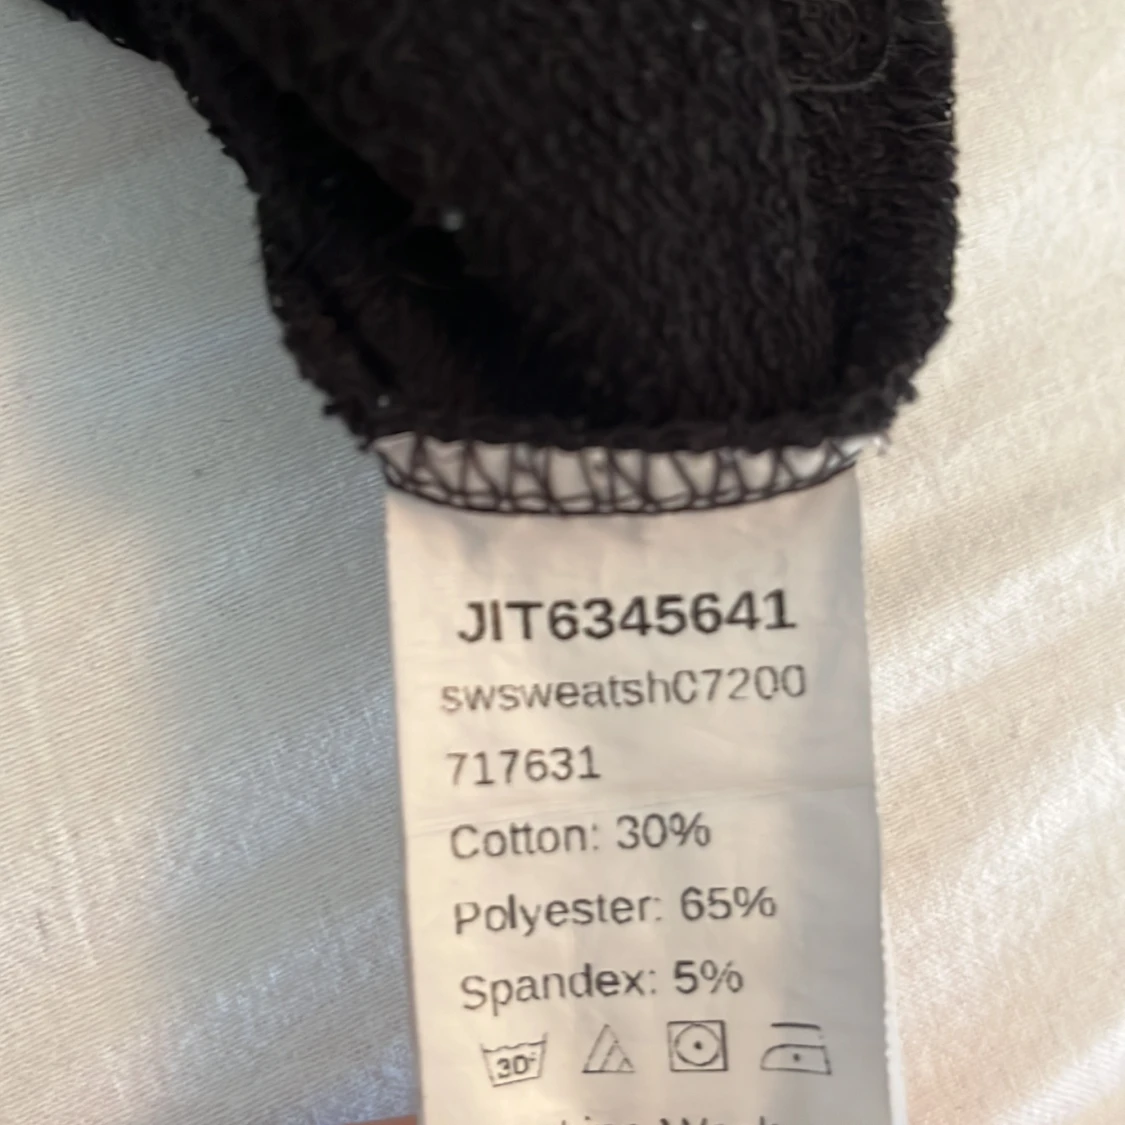 JIT6345641
swsweatshC7200
717631
Cotton: 30%
Polyester: 65%
Spandex: 5%
30°